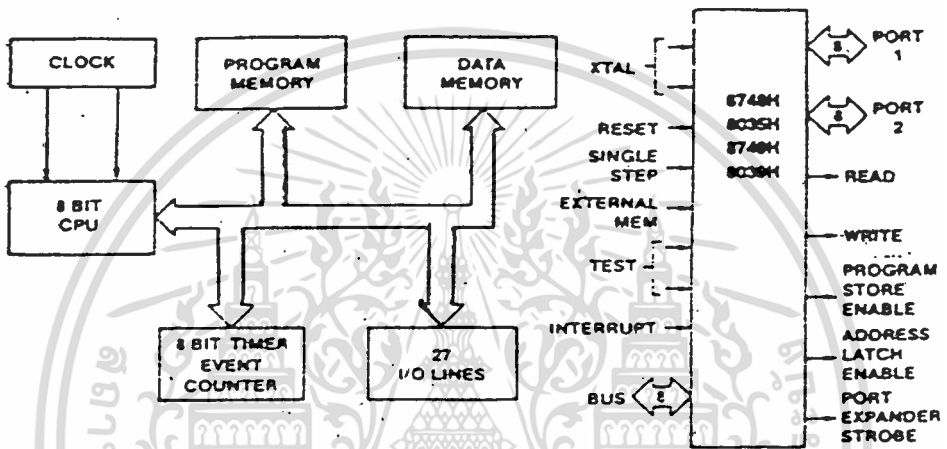 CLOCK
PROGRAM
MEMORY
DATA
MEMORY
8 BIT
CPU
8 BIT TIMER
EVENT
COUNTER
27
I/O LINES
XTAL
RESET
SINGLE
STEP
EXTERNAL
MEM
TEST
INTERRUPT
BUS
8
8748H
8035H
8749H
8039H
8
PORT
1
8
PORT
2
READ
WRITE
PROGRAM
STORE
ENABLE
ADDRESS
LATCH
ENABLE
PORT
EXPANDER
STROBE